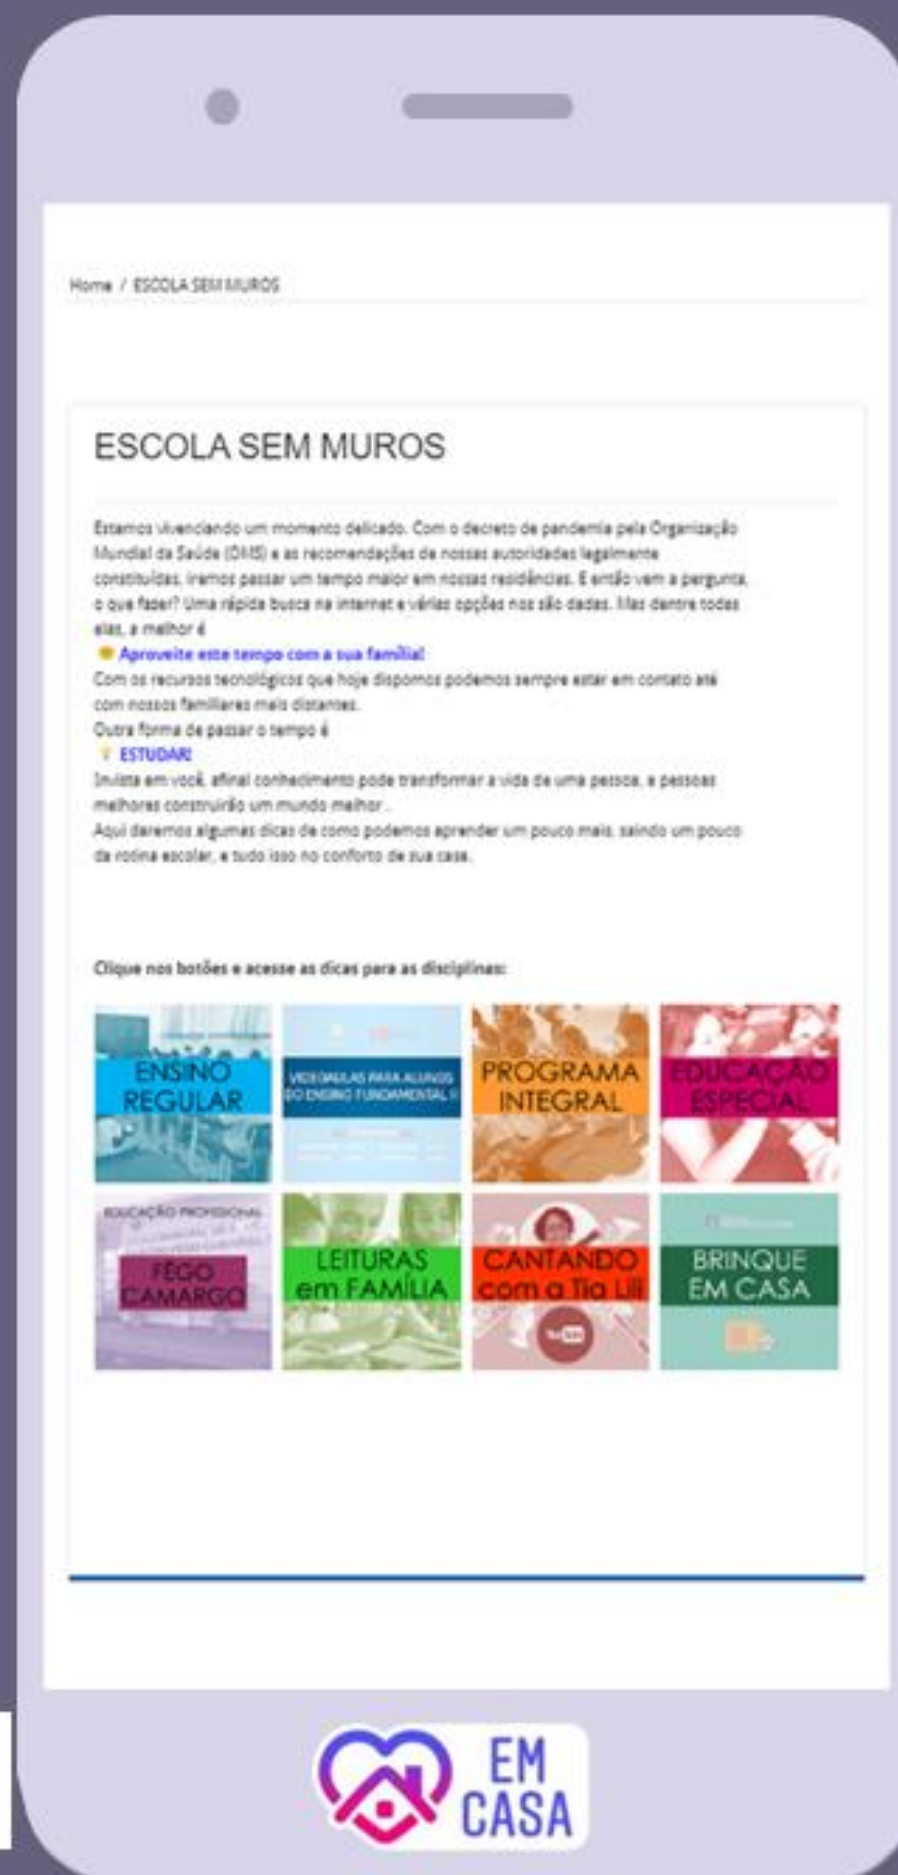 Home / ESCOLA SEM MUROS
ESCOLA SEM MUROS
Estamos vivenciando um momento delicado. Com o decreto de pandemia pela Organização
Mundial da Saúde (OMS) e as recomendações de nossas autoridades legalmente
constituídas, iremos passar um tempo maior em nossas residências. E então vem a pergunta,
o que fazer? Uma rápida busca na internet e várias opções nos são dadas. Mas dentre todas
elas, a melhor é
Aproveite este tempo com a sua família!
Com os recursos tecnológicos que hoje dispomos podemos sempre estar em contato até
com nossos familiares mais distantes.
Outra forma de passar o tempo é
ESTUDAR!
Invista em você, afinal conhecimento pode transformar a vida de uma pessoa, e pessoas
melhores construirão um mundo melhor .
Aqui daremos algumas dicas de como podemos aprender um pouco mais, saindo um pouco
da rotina escolar, e tudo isso no conforto de sua casa.
Clique nos botões e acesse as dicas para as disciplinas:
ENSINO
REGULAR
VIDEOAULAS PARA ALUNOS
DO ENSINO FUNDAMENTAL II
PROGRAMA
INTEGRAL
EDUCAÇÃO
ESPECIAL
EDUCAÇÃO PROFISSIONAL
FÊGO
CAMARGO
LEITURAS
em FAMÍLIA
CANTANDO
com a Tia Lili
BRINQUE
EM CASA
EM
CASA